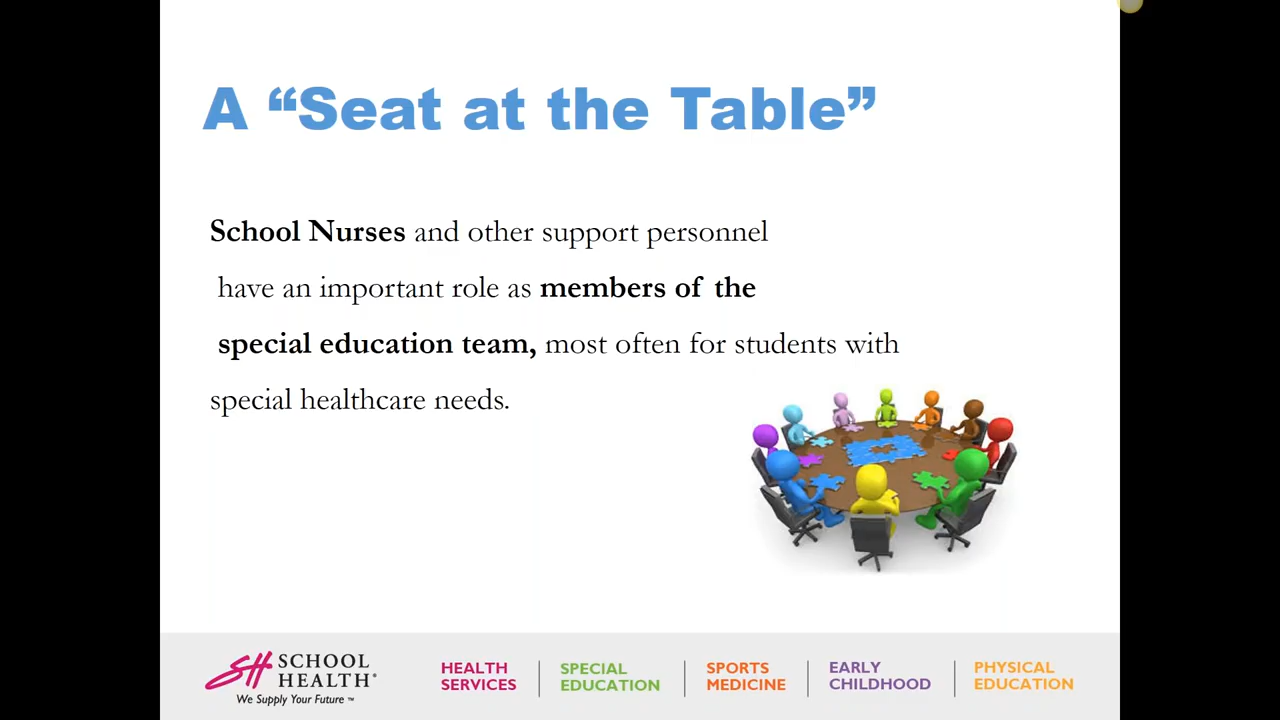 A “Seat at the Table”
School Nurses and other support personnel
have an important role as members of the
special education team, most often for students with
special healthcare needs.
SH SCHOOL
HEALTH®
We Supply Your Future ™
HEALTH
SERVICES
SPECIAL
EDUCATION
SPORTS
MEDICINE
EARLY
CHILDHOOD
PHYSICAL
EDUCATION